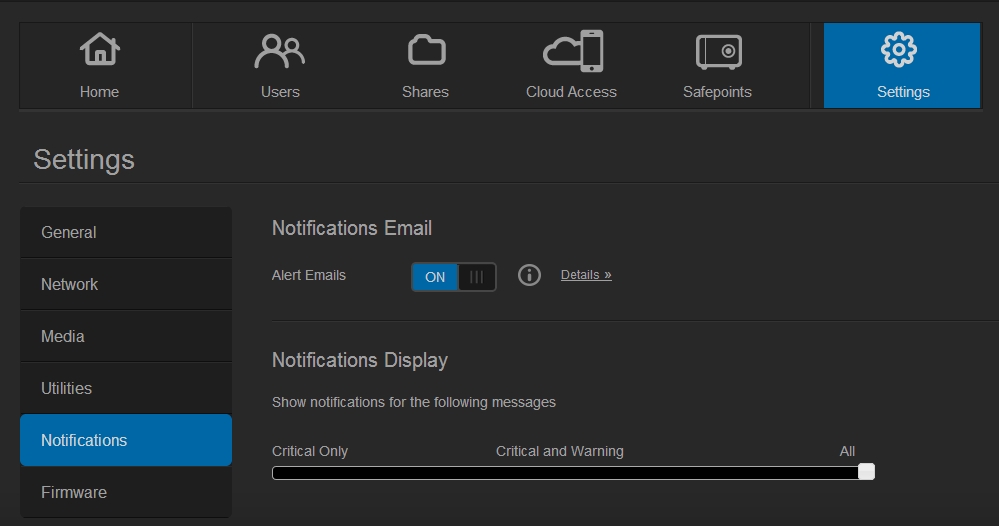 Home Users Shares Cloud Access Safepoints Settings
Settings
General
Network
Media
Utilities
Notifications
Firmware
Notifications Email
Alert Emails ON Details »
Notifications Display
Show notifications for the following messages
Critical Only Critical and Warning All